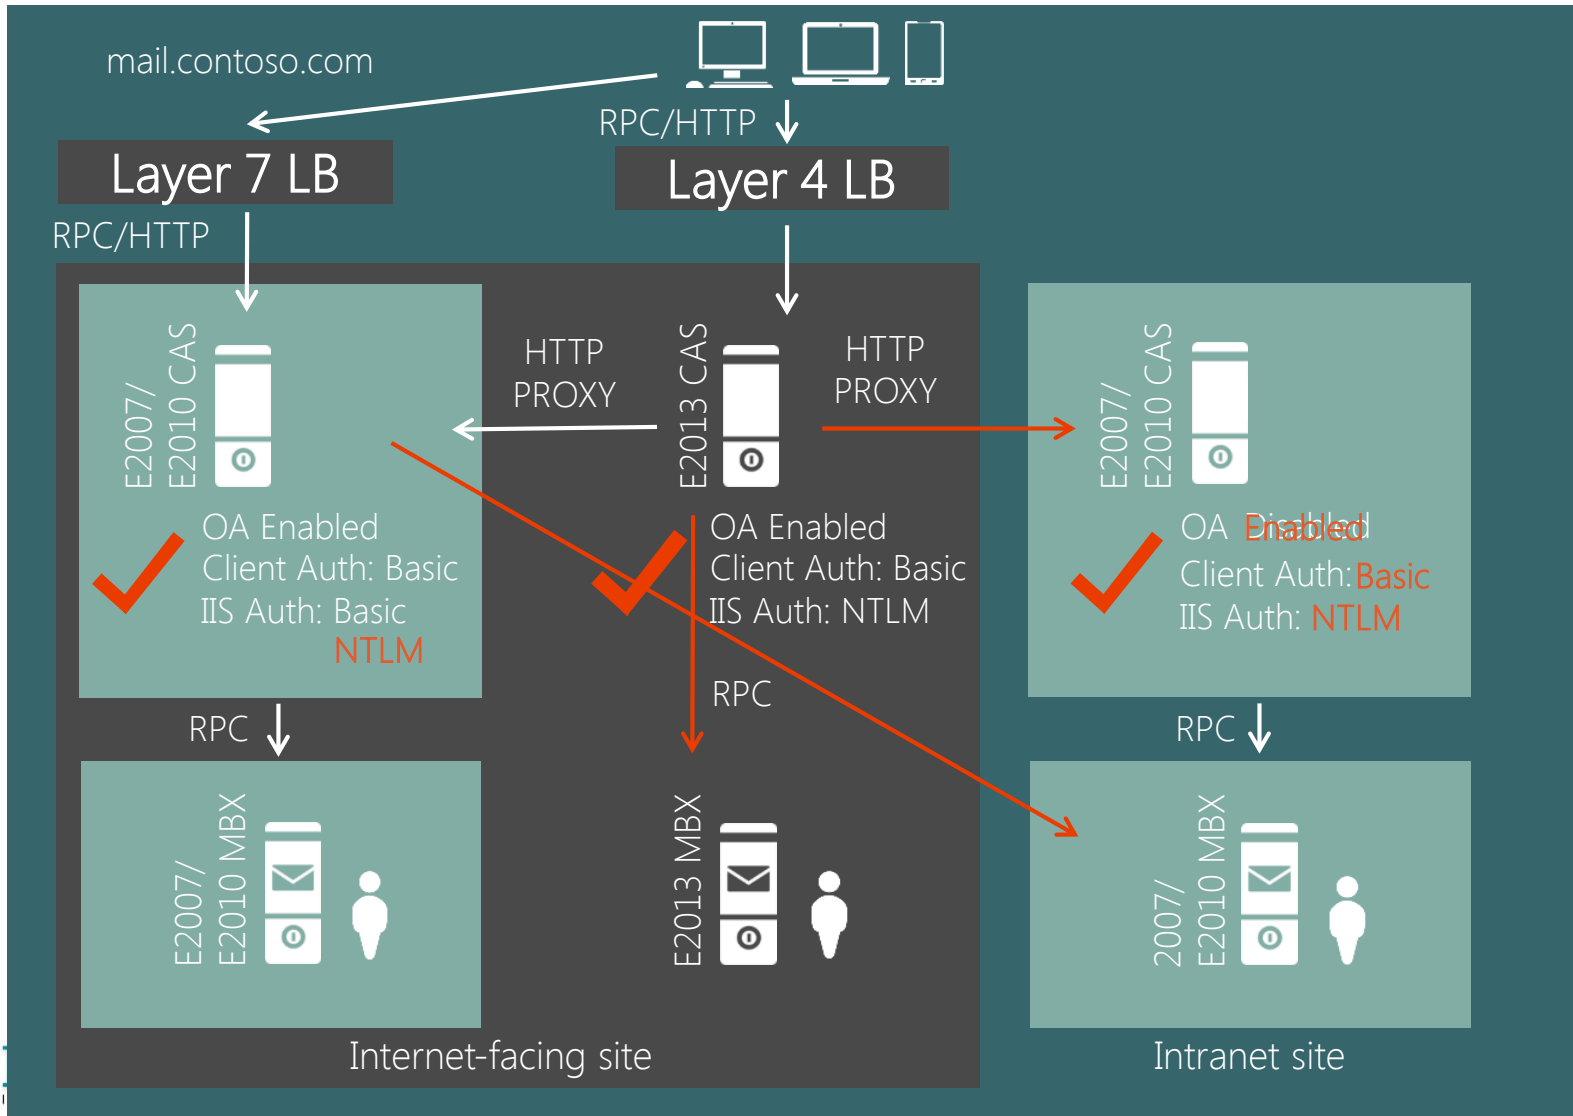 mail.contoso.com
RPC/HTTP
Layer 7 LB
Layer 4 LB
RPC/HTTP
E2007/
E2010 CAS
HTTP
PROXY
E2013 CAS
HTTP
PROXY
E2007/
E2010 CAS
OA Enabled
Client Auth: Basic
IIS Auth: Basic
NTLM
OA Enabled
Client Auth: Basic
IIS Auth: NTLM
OA Disabled Enabled
Client Auth: Basic
IIS Auth: NTLM
RPC
RPC
RPC
E2007/
E2010 MBX
E2013 MBX
2007/
E2010 MBX
Internet-facing site
Intranet site